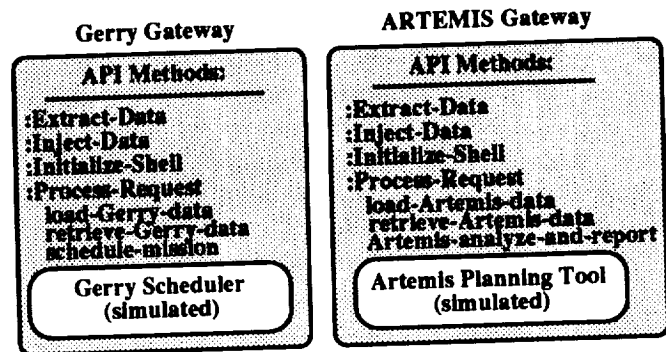 Gerry Gateway
API Methods:
:Extract-Data
:Inject-Data
:Initialize-Shell
:Process-Request
load-Gerry-data
retrieve-Gerry-data
schedule-mission
Gerry Scheduler
(simulated)
ARTEMIS Gateway
API Methods:
:Extract-Data
:Inject-Data
:Initialize-Shell
:Process-Request
load-Artemis-data
retrieve-Artemis-data
Artemis-analyze-and-report
Artemis Planning Tool
(simulated)